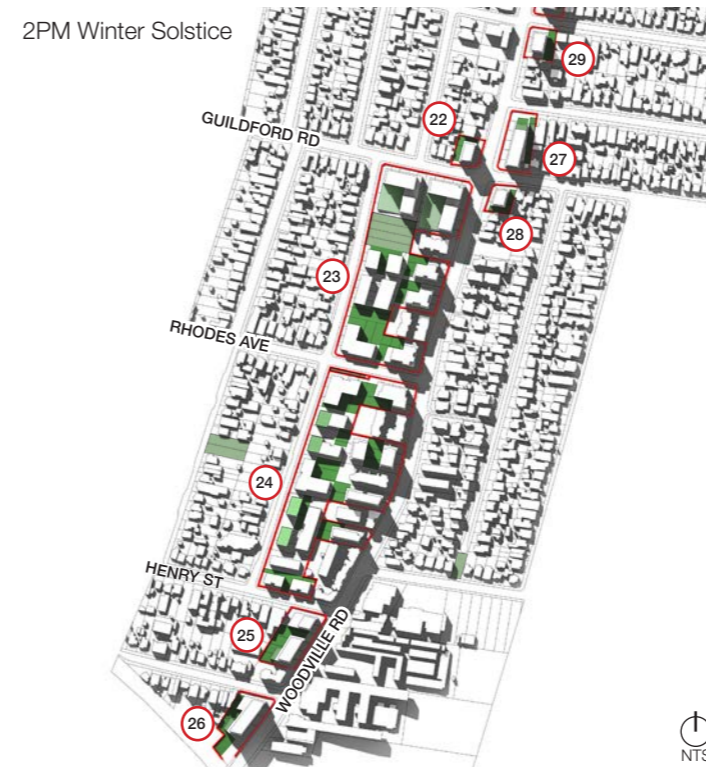 2PM Winter Solstice
29
22
GUILDFORD RD
27
28
23
RHODES AVE
24
HENRY ST
25
WOODVILLE RD
26
NTS